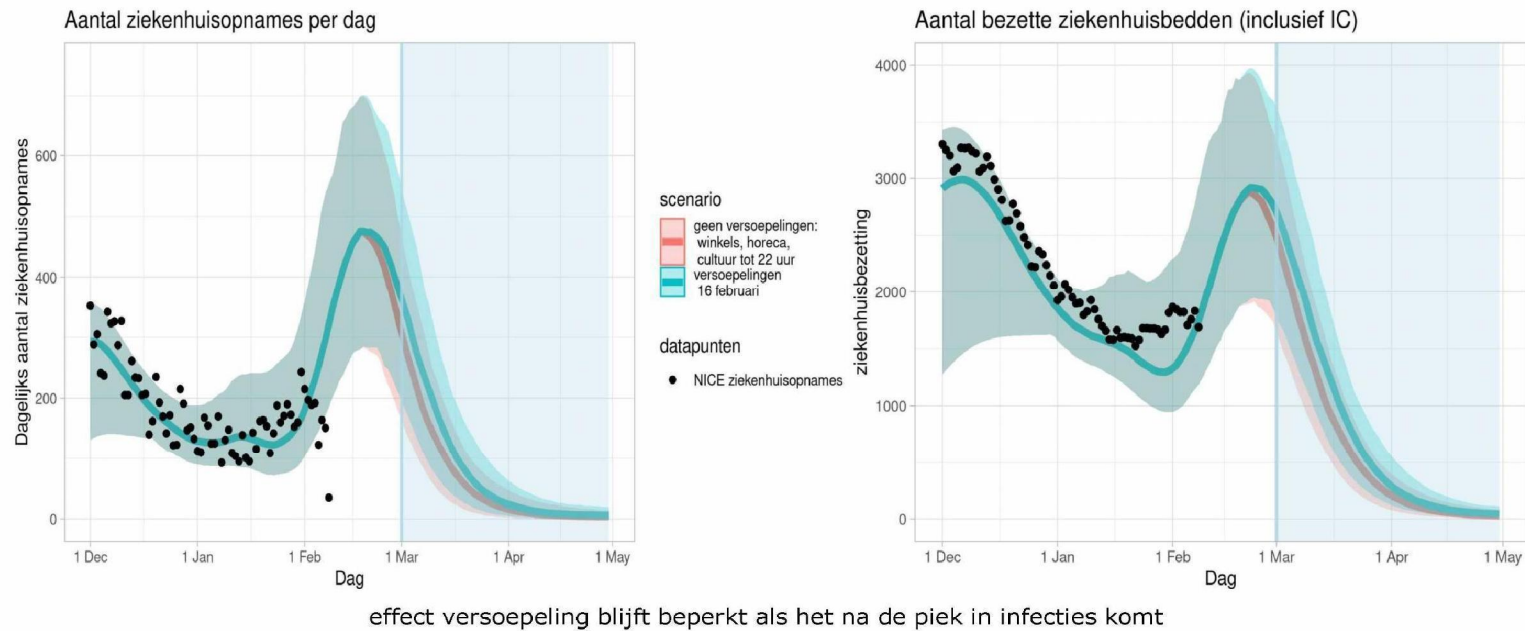 Aantal ziekenhuisopnames per dag
Dagelijks aantal ziekenhuisopnames
600
400
200
0
1 Dec
1 Jan
1 Feb
1 Mar
1 Apr
1 May
Dag
scenario
geen versoepelingen:
winkels, horeca,
cultuur tot 22 uur
versoepelingen
16 februari
datapunten
NICE ziekenhuisopnames
Aantal bezette ziekenhuisbedden (inclusief IC)
ziekenhuisbezetting
4000
3000
2000
1000
0
1 Dec
1 Jan
1 Feb
1 Mar
1 Apr
1 May
Dag
effect versoepeling blijft beperkt als het na de piek in infecties komt